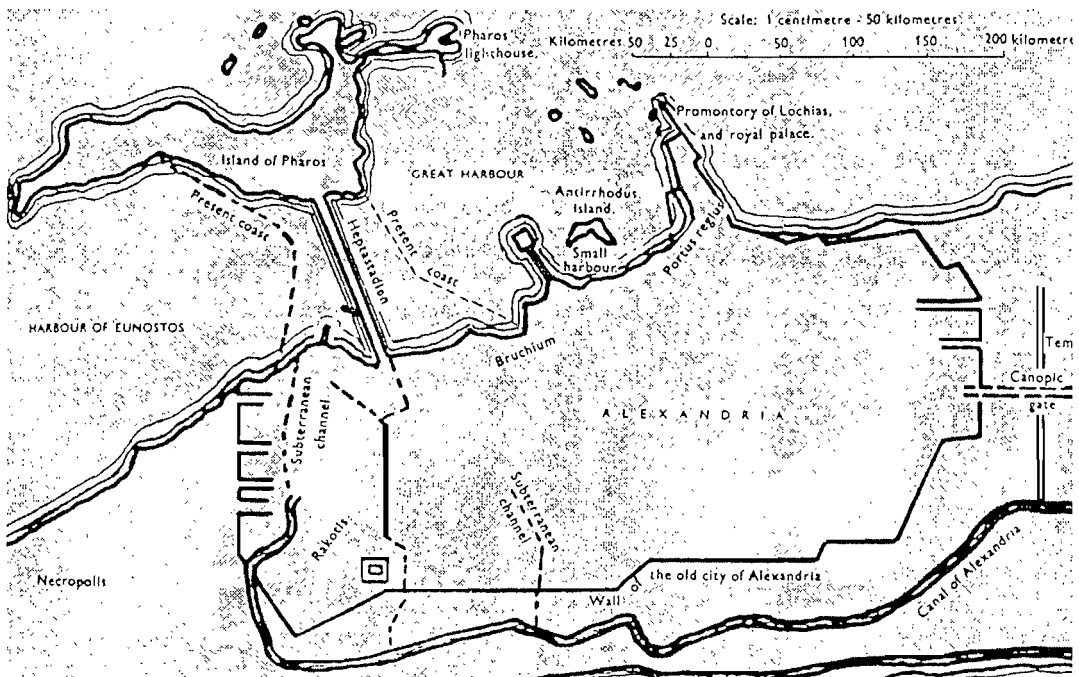 Scale: 1 centimetre - 50 kilometres
Kilometres 50 25 0 50 100 150 200 kilometre
Pharos
lighthouse.
Promontory of Lochias,
and royal palace.
Island of Pharos
GREAT HARBOUR
Antirrhodus
Island.
Present coast
Heptastadion
Present coast
Small
harbour
Portus regius
HARBOUR OF EUNOSTOS
Bruchium
Tem
Canopic
gate
ALEXANDRIA
Subterranean
channel
Subterranean
channel
Rakotis.
Necropolis
Wall of the old city of Alexandria
Canal of Alexandria